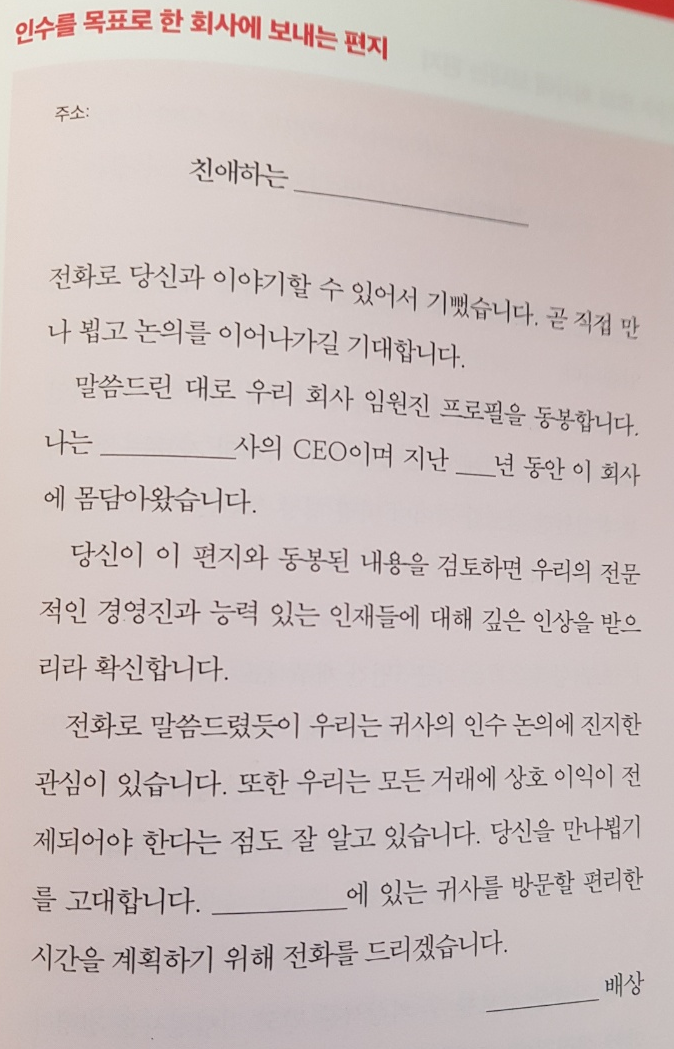 인수를 목표로 한 회사에 보내는 편지
주소:
친애하는 ____________
전화로 당신과 이야기할 수 있어서 기뻤습니다. 곧 직접 만
나 뵙고 논의를 이어나가길 기대합니다.
말씀드린 대로 우리 회사 임원진 프로필을 동봉합니다.
나는 ________사의 CEO이며 지난 ___년 동안 이 회사
에 몸담아왔습니다.
당신이 이 편지와 동봉된 내용을 검토하면 우리의 전문
적인 경영진과 능력 있는 인재들에 대해 깊은 인상을 받으
리라 확신합니다.
전화로 말씀드렸듯이 우리는 귀사의 인수 논의에 진지한
관심이 있습니다. 또한 우리는 모든 거래에 상호 이익이 전
제되어야 한다는 점도 잘 알고 있습니다. 당신을 만나뵙기
를 고대합니다. ________에 있는 귀사를 방문할 편리한
시간을 계획하기 위해 전화를 드리겠습니다.
________ 배상